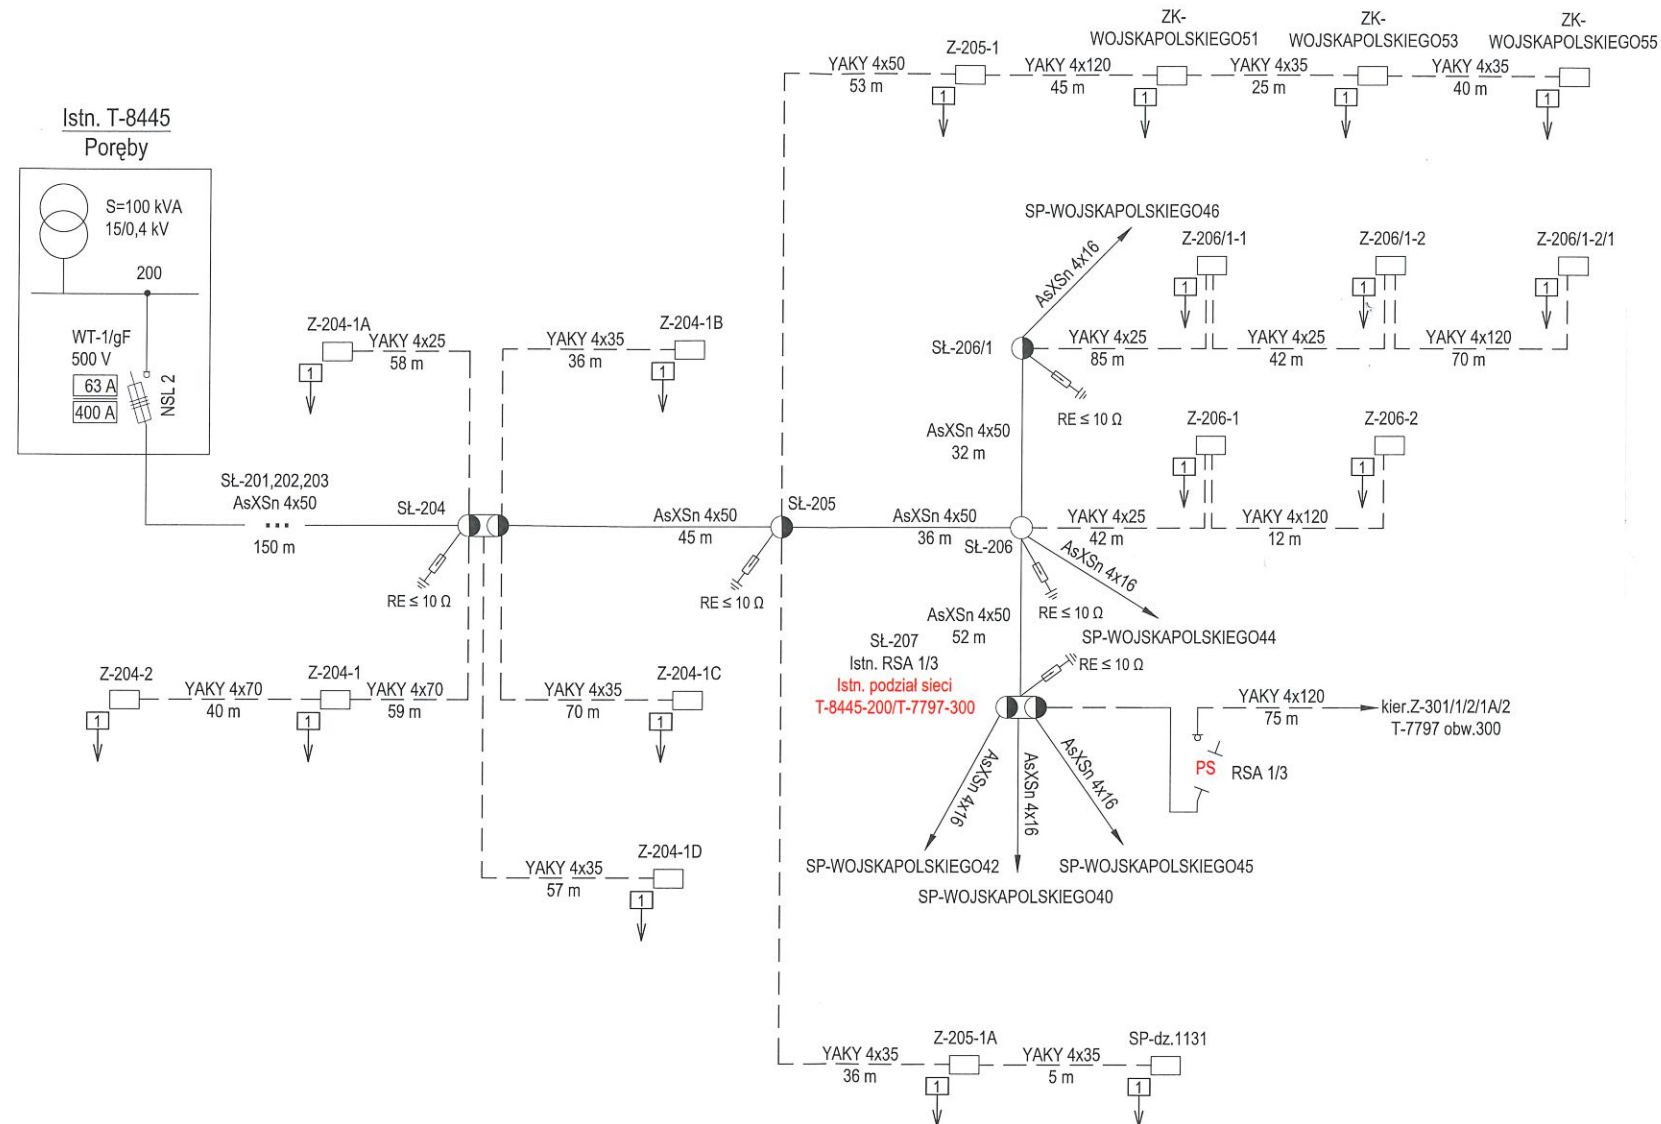 Istn. T-8445
Poręby
S=100 kVA
15/0,4 kV
200
WT-1/gF
500 V
63 A
400 A
NSL 2
SŁ-201,202,203
AsXSn 4x50
150 m
SŁ-204
RE ≤ 10 Ω
Z-204-1A
YAKY 4x25
58 m
1
Z-204-1B
YAKY 4x35
36 m
1
Z-204-2
YAKY 4x70
40 m
1
Z-204-1
YAKY 4x70
59 m
1
Z-204-1C
YAKY 4x35
70 m
1
Z-204-1D
YAKY 4x35
57 m
1
AsXSn 4x50
45 m
SŁ-205
RE ≤ 10 Ω
YAKY 4x50
53 m
Z-205-1
1
YAKY 4x120
45 m
ZK-
WOJSKAPOLSKIEGO51
1
YAKY 4x35
25 m
ZK-
WOJSKAPOLSKIEGO53
1
YAKY 4x35
40 m
ZK-
WOJSKAPOLSKIEGO55
1
AsXSn 4x50
36 m
SŁ-206
RE ≤ 10 Ω
AsXSn 4x16
SP-WOJSKAPOLSKIEGO44
YAKY 4x25
42 m
Z-206-1
1
YAKY 4x120
12 m
Z-206-2
1
AsXSn 4x50
32 m
SŁ-206/1
RE ≤ 10 Ω
AsXSn 4x16
SP-WOJSKAPOLSKIEGO46
YAKY 4x25
85 m
Z-206/1-1
1
YAKY 4x25
42 m
Z-206/1-2
1
YAKY 4x120
70 m
Z-206/1-2/1
1
AsXSn 4x50
52 m
SŁ-207
Istn. RSA 1/3
Istn. podział sieci
T-8445-200/T-7797-300
RE ≤ 10 Ω
AsXSn 4x16
SP-WOJSKAPOLSKIEGO42
AsXSn 4x16
SP-WOJSKAPOLSKIEGO40
AsXSn 4x16
SP-WOJSKAPOLSKIEGO45
PS
RSA 1/3
YAKY 4x120
75 m
kier.Z-301/1/2/1A/2
T-7797 obw.300
YAKY 4x35
36 m
Z-205-1A
1
YAKY 4x35
5 m
SP-dz.1131
1